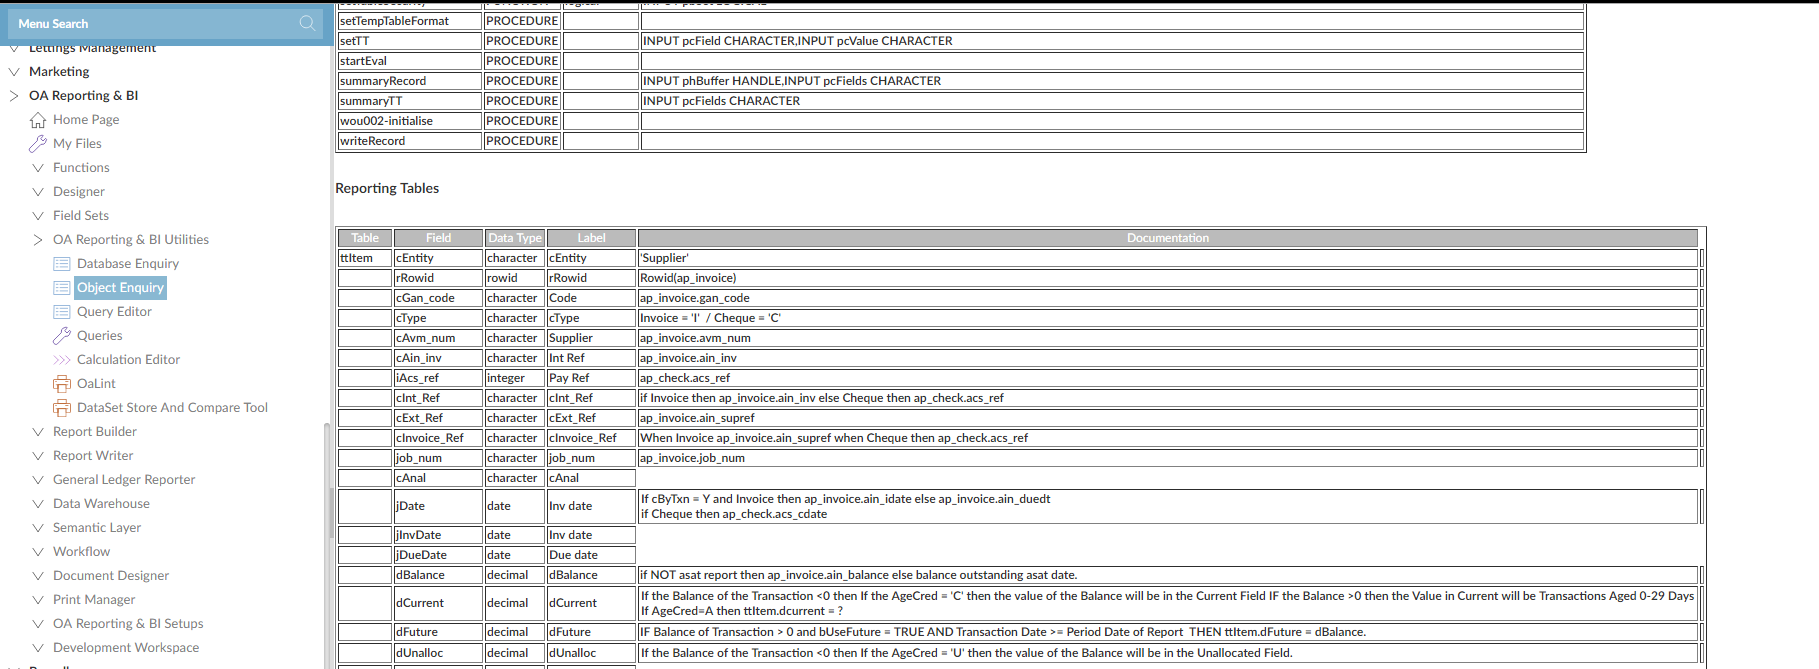 Menu Search
Lettings Management
Marketing
OA Reporting & BI
Home Page
My Files
Functions
Designer
Field Sets
OA Reporting & BI Utilities
Database Enquiry
Object Enquiry
Query Editor
Queries
Calculation Editor
OaLint
DataSet Store And Compare Tool
Report Builder
Report Writer
General Ledger Reporter
Data Warehouse
Semantic Layer
Workflow
Document Designer
Print Manager
OA Reporting & BI Setups
Development Workspace
setTempTableFormat PROCEDURE
setTT PROCEDURE INPUT pcField CHARACTER,INPUT pcValue CHARACTER
startEval PROCEDURE
summaryRecord PROCEDURE INPUT phBuffer HANDLE,INPUT pcFields CHARACTER
summaryTT PROCEDURE INPUT pcFields CHARACTER
wou002-initialise PROCEDURE
writeRecord PROCEDURE
Reporting Tables
Table Field Data Type Label Documentation
ttItem cEntity character cEntity 'Supplier'
rRowid rowid rRowid Rowid(ap_invoice)
cGan_code character Code ap_invoice.gan_code
cType character cType Invoice = 'I' / Cheque = 'C'
cAvm_num character Supplier ap_invoice.avm_num
cAin_inv character Int Ref ap_invoice.ain_inv
iAcs_ref integer Pay Ref ap_check.acs_ref
cInt_Ref character cInt_Ref if Invoice then ap_invoice.ain_inv else Cheque then ap_check.acs_ref
cExt_Ref character cExt_Ref ap_invoice.ain_supref
cInvoice_Ref character cInvoice_Ref When Invoice ap_invoice.ain_supref when Cheque then ap_check.acs_ref
job_num character job_num ap_invoice.job_num
cAnal character cAnal
jDate date Inv date If cByTxn = Y and Invoice then ap_invoice.ain_idate else ap_invoice.ain_duedt
if Cheque then ap_check.acs_cdate
jInvDate date Inv date
jDueDate date Due date
dBalance decimal dBalance if NOT asat report then ap_invoice.ain_balance else balance outstanding asat date.
dCurrent decimal dCurrent If the Balance of the Transaction <0 then If the AgeCred = 'C' then the value of the Balance will be in the Current Field IF the Balance >0 then the Value in Current will be Transactions Aged 0-29 Days
If AgeCred=A then ttItem.dcurrent = ?
dFuture decimal dFuture IF Balance of Transaction > 0 and bUseFuture = TRUE AND Transaction Date >= Period Date of Report THEN ttItem.dFuture = dBalance.
dUnalloc decimal dUnalloc If the Balance of the Transaction <0 then If the AgeCred = 'U' then the value of the Balance will be in the Unallocated Field.